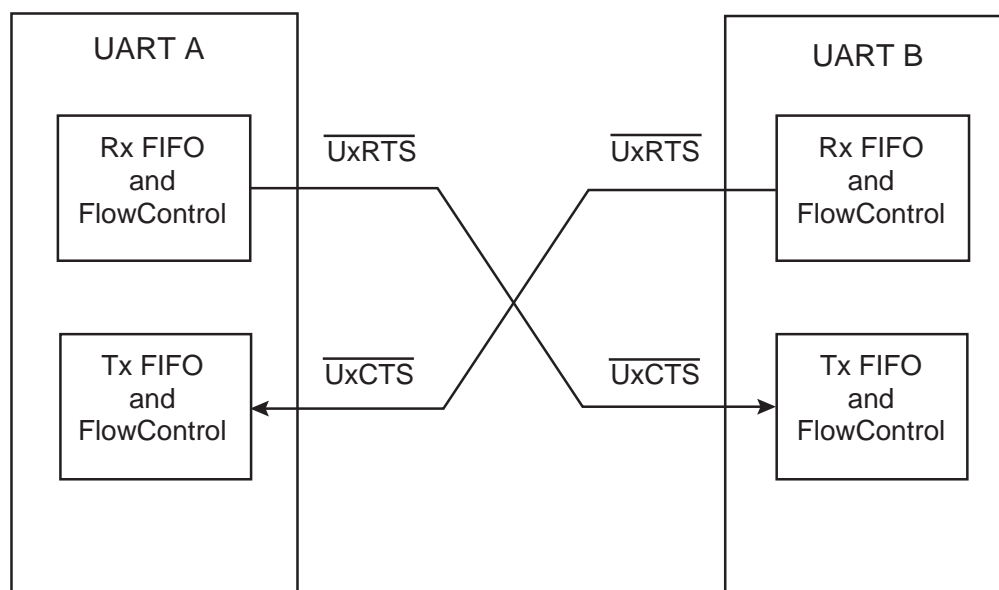 UART A
UART B
Rx FIFO
and
FlowControl
UxRTS
UxRTS
Rx FIFO
and
FlowControl
Tx FIFO
and
FlowControl
UxCTS
UxCTS
Tx FIFO
and
FlowControl